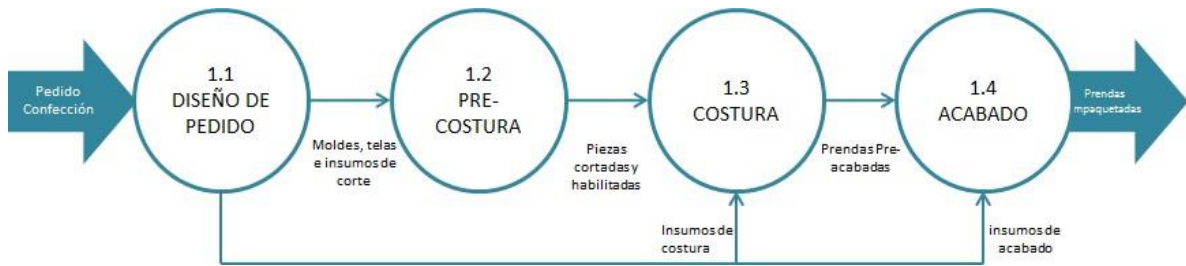 Pedido
Confección
1.1
DISEÑO DE
PEDIDO
Moldes, telas
e insumos de
corte
1.2
PRE-
COSTURA
Piezas
cortadas y
habilitadas
1.3
COSTURA
Prendas Pre-
acabadas
1.4
ACABADO
Prendas
mpaquetadas
Insumos de
costura
insumos de
acabado